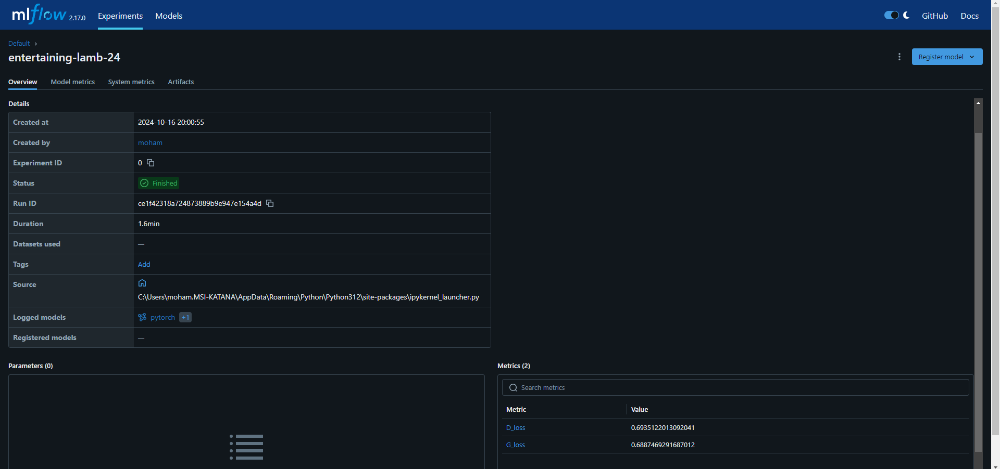 mlflow 2.17.0 Experiments Models GitHub Docs
Default
entertaining-lamb-24
Register model
Overview Model metrics System metrics Artifacts
Details
Created at 2024-10-16 20:00:55
Created by moham
Experiment ID 0
Status Finished
Run ID ce1f42318a724873889b9e947e154a4d
Duration 1.6min
Datasets used —
Tags Add
Source
C:\Users\moham.MSI-KATANA\AppData\Roaming\Python\Python312\site-packages\ipykernel_launcher.py
Logged models pytorch +1
Registered models —
Parameters (0)
Metrics (2)
Search metrics
Metric Value
D_loss 0.6935122013092041
G_loss 0.6887469291687012